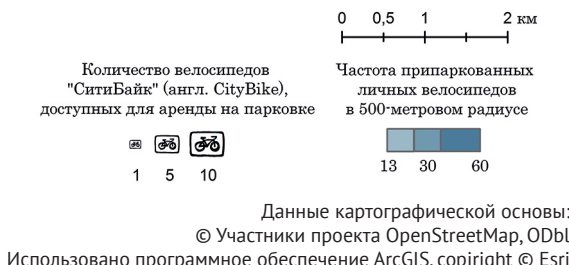 0 0,5 1 2 км
Количество велосипедов
"СитиБайк" (англ. CityBike),
доступных для аренды на парковке
1 5 10
Частота припаркованных
личных велосипедов
в 500-метровом радиусе
13 30 60
Данные картографической основы:
© Участники проекта OpenStreetMap, ODbl
Использовано программное обеспечение ArcGIS, copiright © Esri